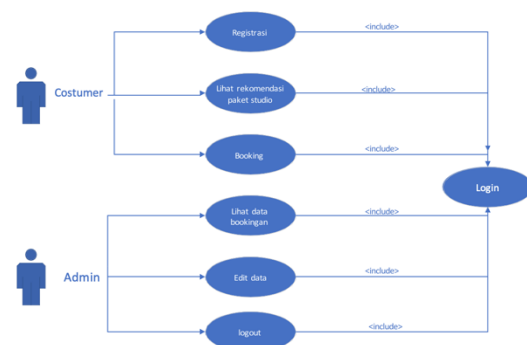 Registrasi
<include>
Costumer
Lihat rekomendasi
paket studio
<include>
Booking
<include>
Login
Lihat data
bookingan
<include>
Admin
Edit data
<include>
logout
<include>